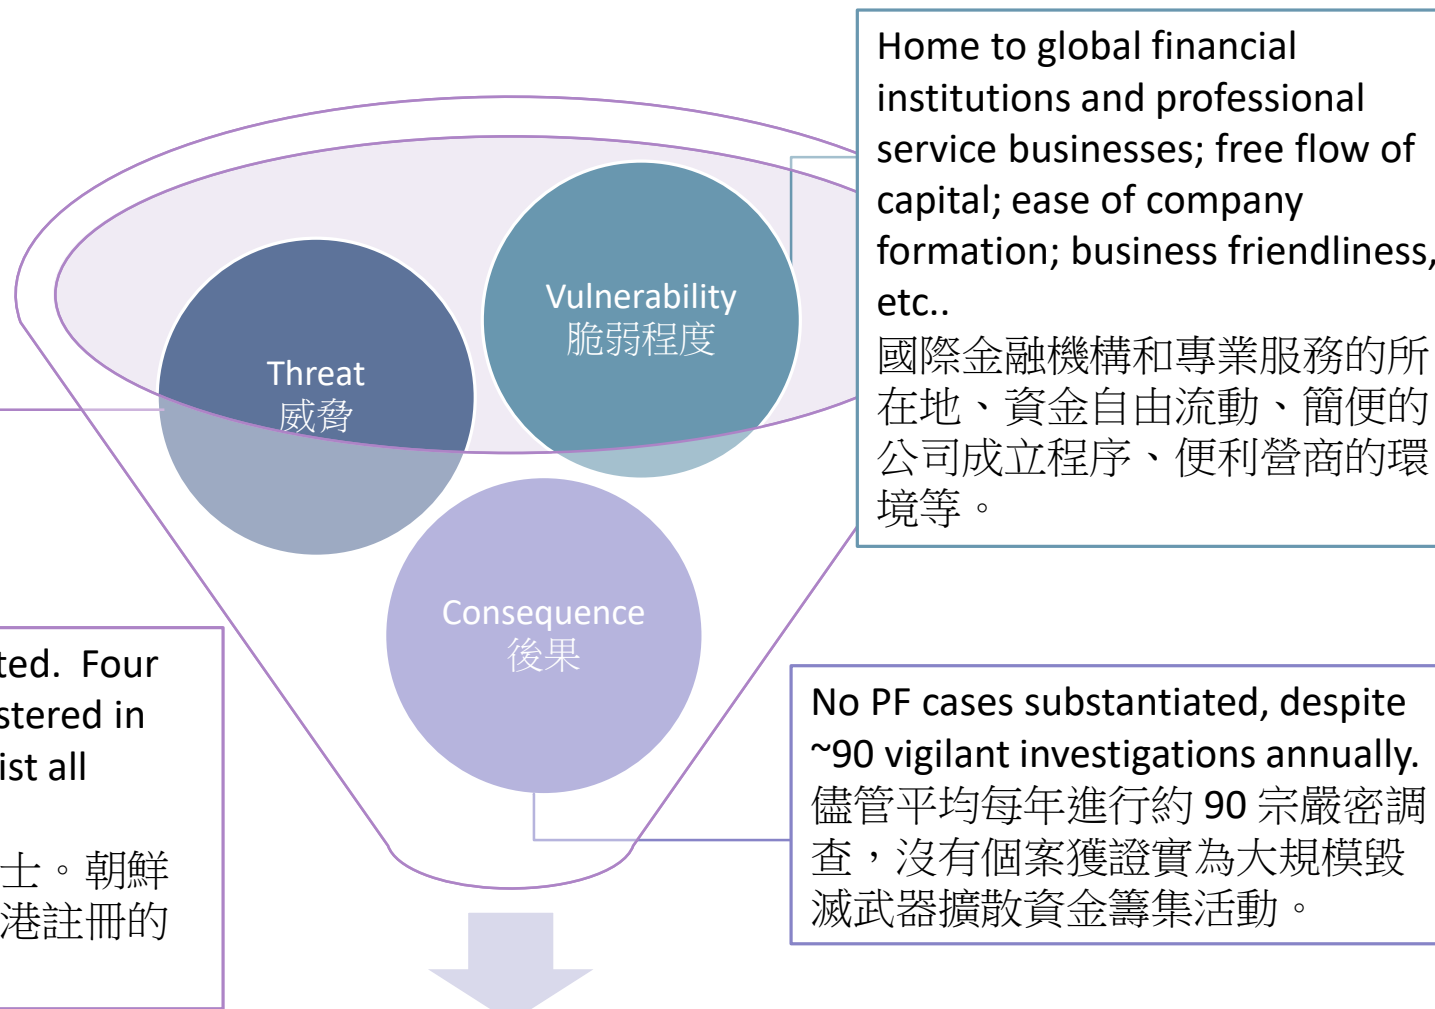 Home to global financial
institutions and professional
service businesses; free flow of
capital; ease of company
formation; business friendliness,
etc..
國際金融機構和專業服務的所
在地、資金自由流動、簡便的
公司成立程序、便利營商的環
境等。
Vulnerability
脆弱程度
Threat
威脅
Consequence
後果
ted. Four
stered in
ist all
士。朝鮮
港註冊的
No PF cases substantiated, despite
~90 vigilant investigations annually.
儘管平均每年進行約 90 宗嚴密調
查，沒有個案獲證實為大規模毀
滅武器擴散資金籌集活動。